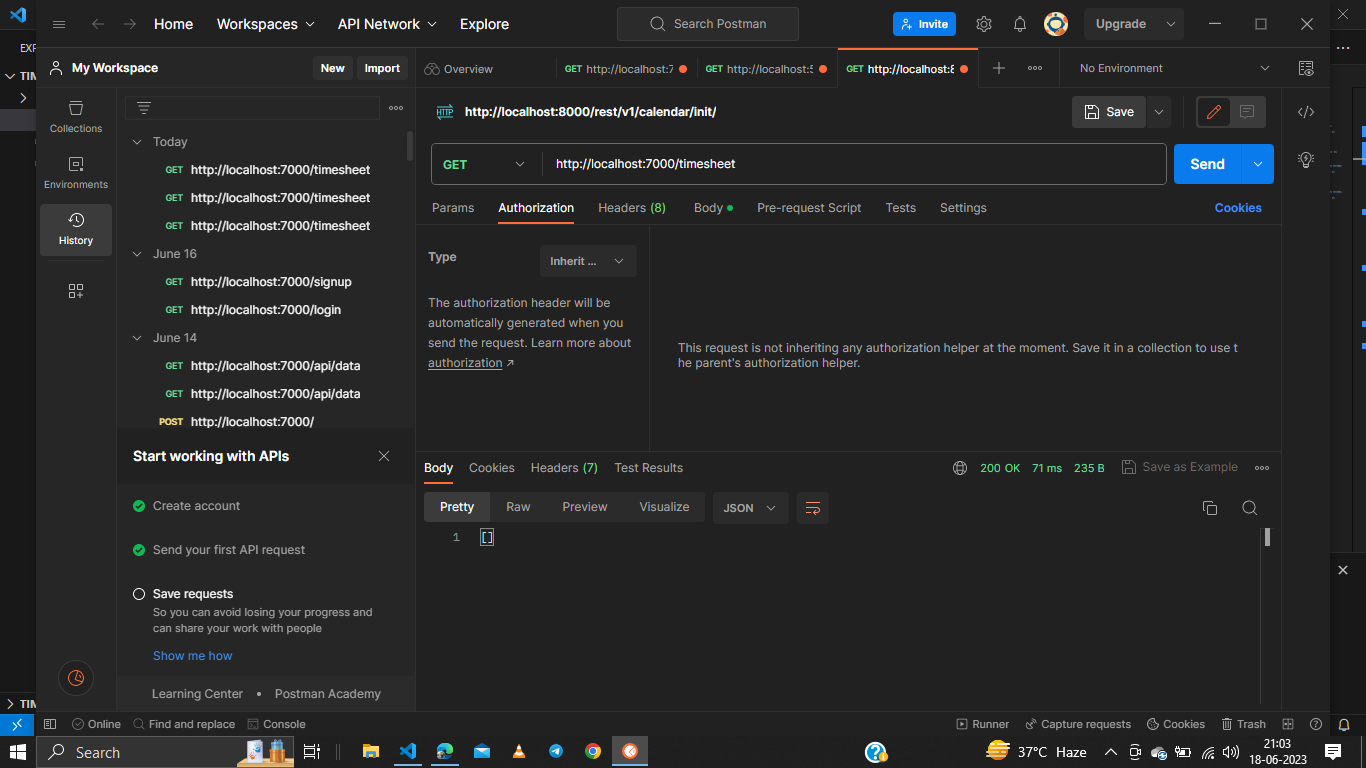 Home
Workspaces
API Network
Explore
Search Postman
Invite
Upgrade
EXP
My Workspace
New
Import
Overview
GET http://localhost:7
GET http://localhost:5
GET http://localhost:8
No Environment
TIM
Collections
Environments
History
Today
GET http://localhost:7000/timesheet
GET http://localhost:7000/timesheet
GET http://localhost:7000/timesheet
June 16
GET http://localhost:7000/signup
GET http://localhost:7000/login
June 14
GET http://localhost:7000/api/data
GET http://localhost:7000/api/data
POST http://localhost:7000/
HTTP
http://localhost:8000/rest/v1/calendar/init/
Save
GET
http://localhost:7000/timesheet
Send
Params
Authorization
Headers (8)
Body
Pre-request Script
Tests
Settings
Cookies
Type
Inherit ...
The authorization header will be
automatically generated when you
send the request. Learn more about
authorization ↗
This request is not inheriting any authorization helper at the moment. Save it in a collection to use t
he parent's authorization helper.
Body
Cookies
Headers (7)
Test Results
200 OK
71 ms
235 B
Save as Example
Pretty
Raw
Preview
Visualize
JSON
1 []
Start working with APIs
Create account
Send your first API request
Save requests
So you can avoid losing your progress and
can share your work with people
Show me how
Learning Center • Postman Academy
TIM
Online
Find and replace
Console
Runner
Capture requests
Cookies
Trash
Search
37°C Haze
21:03
18-06-2023